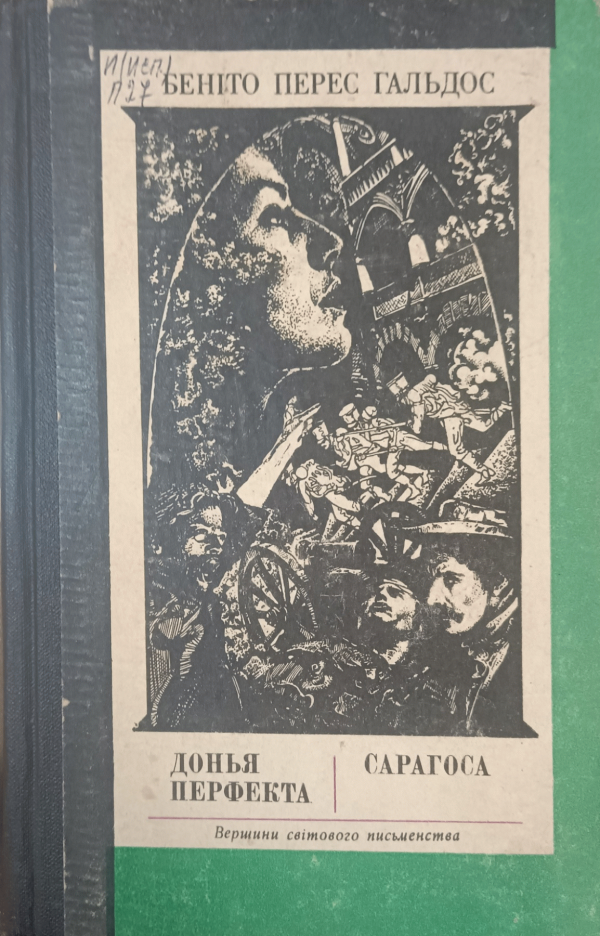 И(исп)
П27
БЕНІТО ПЕРЕС ГАЛЬДОС
ДОНЬЯ
ПЕРФЕКТА
САРАГОСА
Вершини світового письменства